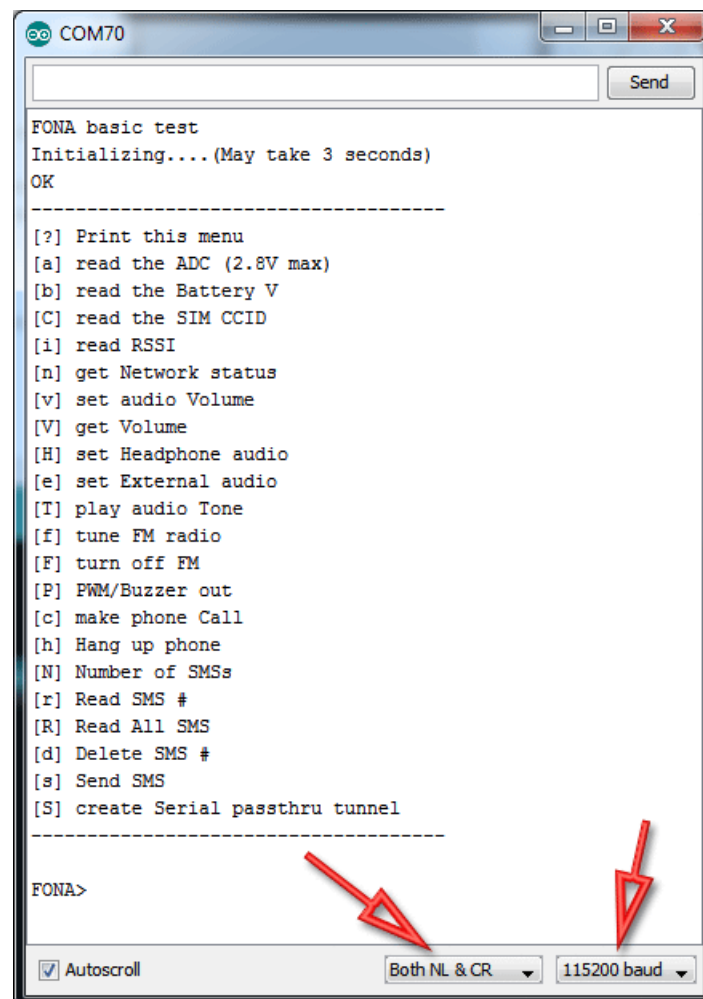 COM70
Send
FONA basic test
Initializing....(May take 3 seconds)
OK
-------------------------------------
[?] Print this menu
[a] read the ADC (2.8V max)
[b] read the Battery V
[C] read the SIM CCID
[i] read RSSI
[n] get Network status
[v] set audio Volume
[V] get Volume
[H] set Headphone audio
[e] set External audio
[T] play audio Tone
[f] tune FM radio
[F] turn off FM
[P] PWM/Buzzer out
[c] make phone Call
[h] Hang up phone
[N] Number of SMSs
[r] Read SMS #
[R] Read All SMS
[d] Delete SMS #
[s] Send SMS
[S] create Serial passthru tunnel
-------------------------------------
FONA>
Autoscroll Both NL & CR 115200 baud